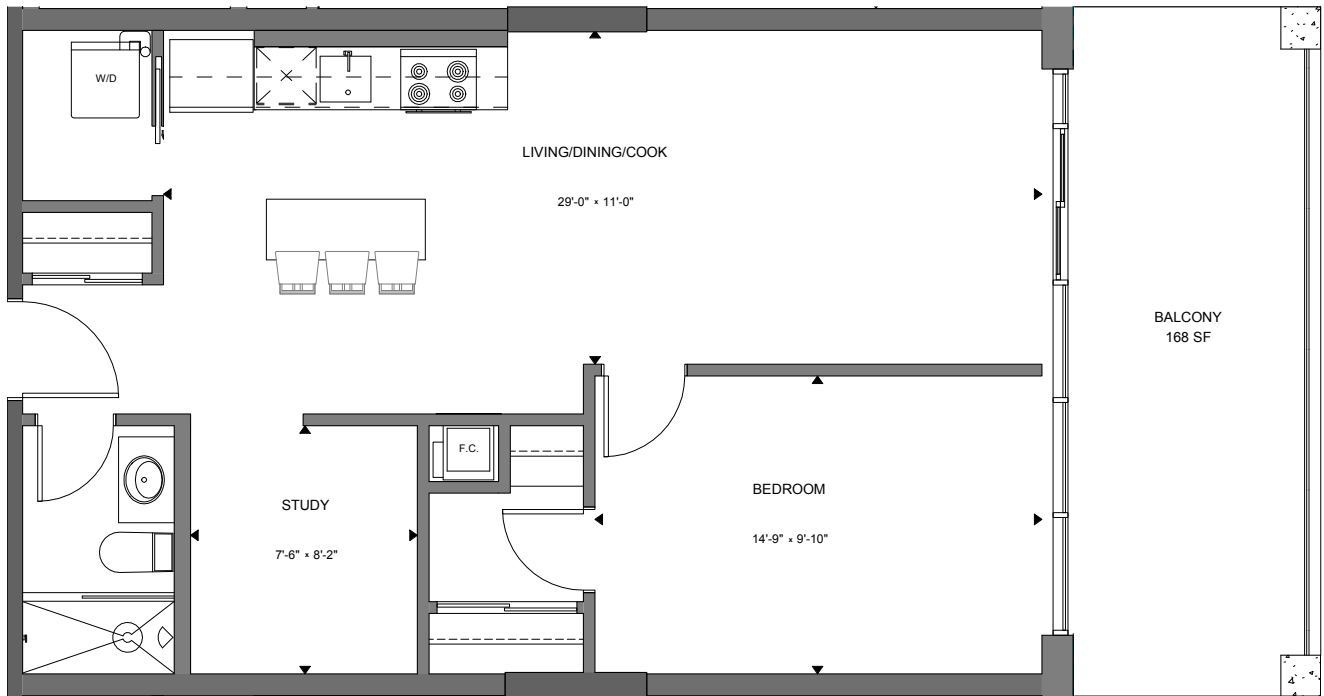 W/D
LIVING/DINING/COOK
29'-0" x 11'-0"
BALCONY
168 SF
F.C.
STUDY
7'-6" x 8'-2"
BEDROOM
14'-9" x 9'-10"